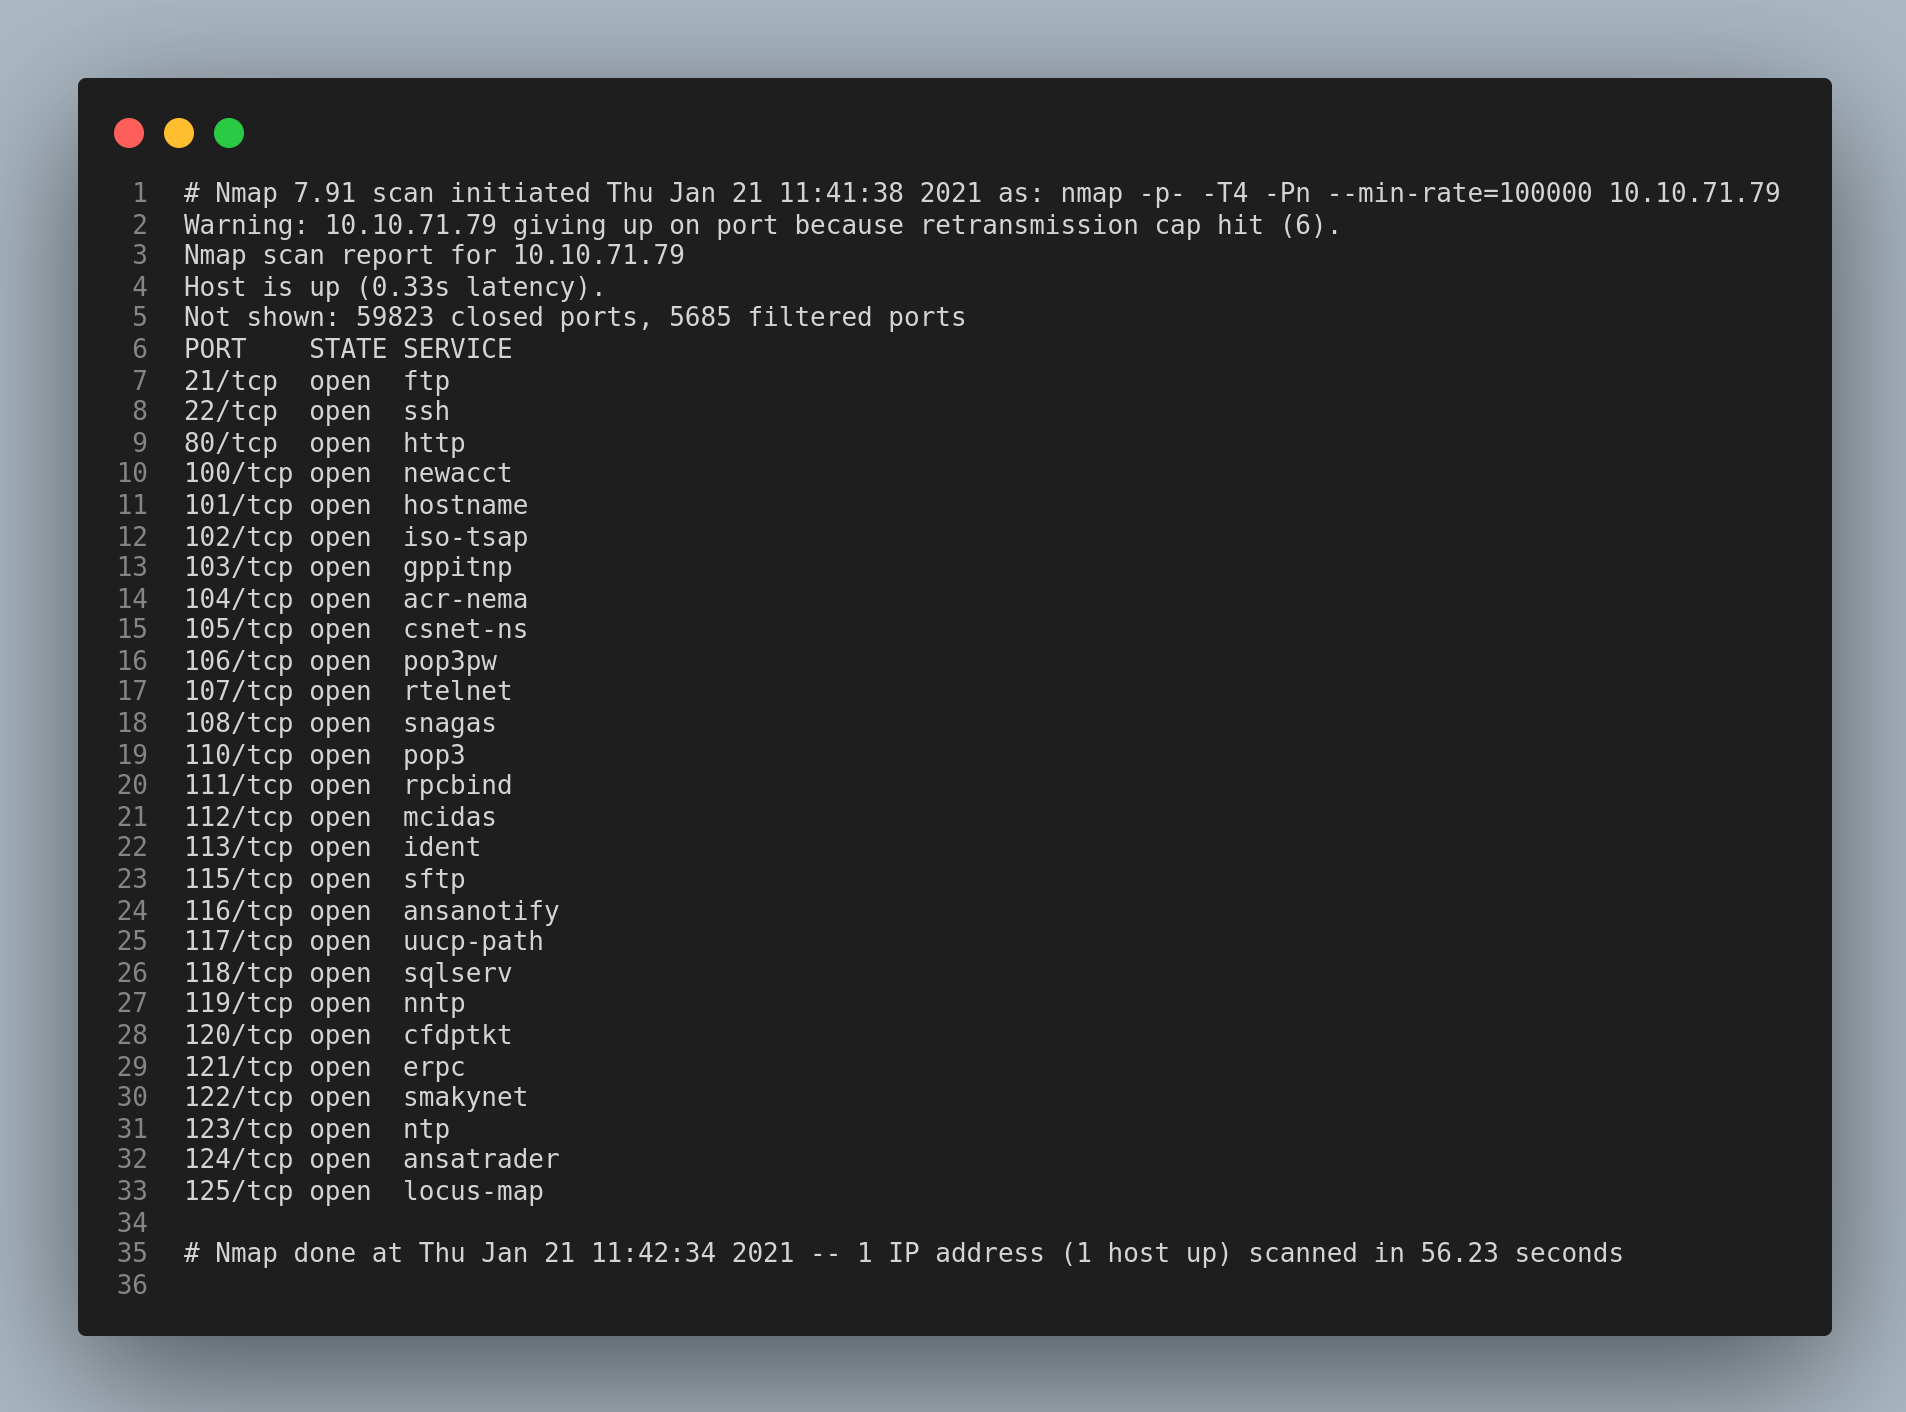 1 # Nmap 7.91 scan initiated Thu Jan 21 11:41:38 2021 as: nmap -p- -T4 -Pn --min-rate=100000 10.10.71.79
2 Warning: 10.10.71.79 giving up on port because retransmission cap hit (6).
3 Nmap scan report for 10.10.71.79
4 Host is up (0.33s latency).
5 Not shown: 59823 closed ports, 5685 filtered ports
6 PORT    STATE SERVICE
7 21/tcp  open  ftp
8 22/tcp  open  ssh
9 80/tcp  open  http
10 100/tcp open  newacct
11 101/tcp open  hostname
12 102/tcp open  iso-tsap
13 103/tcp open  gppitnp
14 104/tcp open  acr-nema
15 105/tcp open  csnet-ns
16 106/tcp open  pop3pw
17 107/tcp open  rtelnet
18 108/tcp open  snagas
19 110/tcp open  pop3
20 111/tcp open  rpcbind
21 112/tcp open  mcidas
22 113/tcp open  ident
23 115/tcp open  sftp
24 116/tcp open  ansanotify
25 117/tcp open  uucp-path
26 118/tcp open  sqlserv
27 119/tcp open  nntp
28 120/tcp open  cfdptkt
29 121/tcp open  erpc
30 122/tcp open  smakynet
31 123/tcp open  ntp
32 124/tcp open  ansatrader
33 125/tcp open  locus-map
34
35 # Nmap done at Thu Jan 21 11:42:34 2021 -- 1 IP address (1 host up) scanned in 56.23 seconds
36